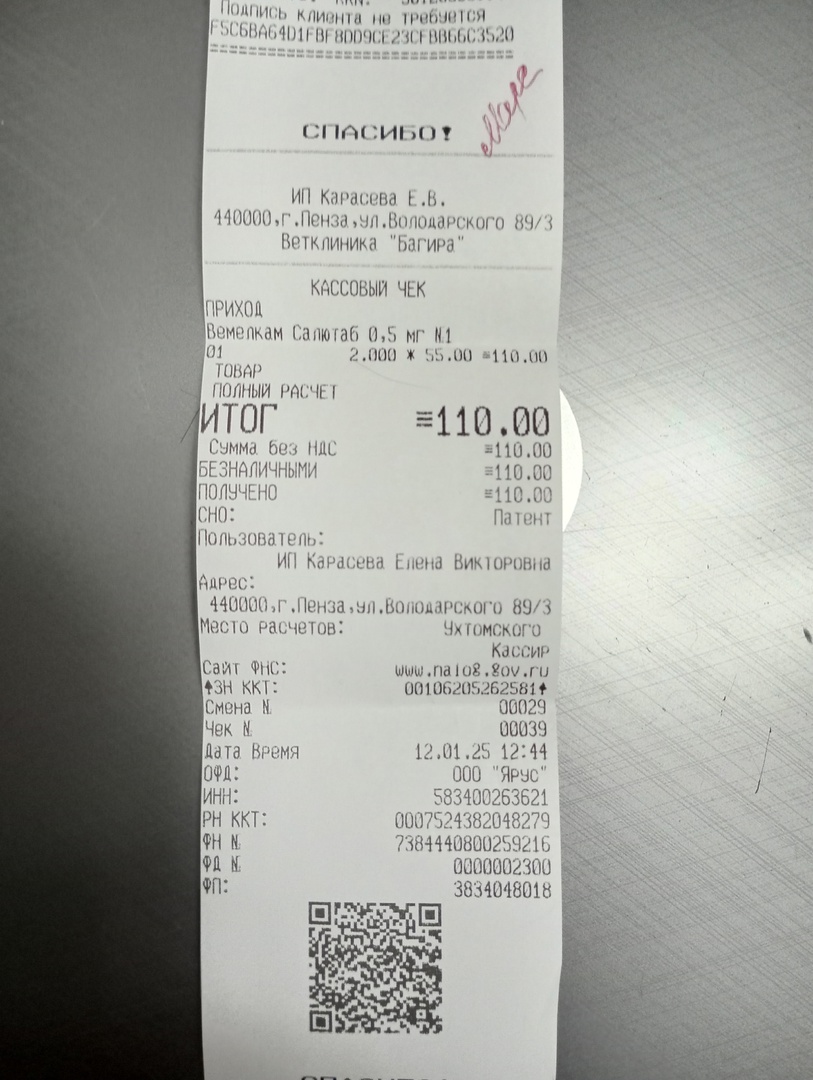 Подпись клиента не требуется
F5C6BA64D1FBF8DD9CE23CFBB66C3520
================================
СПАСИБО!
Марс
ИП Карасева Е.В.
440000,г.Пенза,ул.Володарского 89/3
Ветклиника "Багира"
КАССОВЫЙ ЧЕК
ПРИХОД
Вемелкам Салютаб 0,5 мг №1
01 2.000 * 55.00 =110.00
ТОВАР
ПОЛНЫЙ РАСЧЕТ
ИТОГ =110.00
Сумма без НДС =110.00
БЕЗНАЛИЧНЫМИ =110.00
ПОЛУЧЕНО =110.00
СНО: Патент
Пользователь:
ИП Карасева Елена Викторовна
Адрес:
440000,г.Пенза,ул.Володарского 89/3
Место расчетов: Ухтомского
Кассир
Сайт ФНС: www.nalog.gov.ru
↑ЗН ККТ: 00106205262581↑
Смена № 00029
Чек № 00039
Дата Время 12.01.25 12:44
ОФД: ООО "Ярус"
ИНН: 583400263621
РН ККТ: 0007524382048279
ФН № 7384440800259216
ФД № 0000002300
ФП: 3834048018